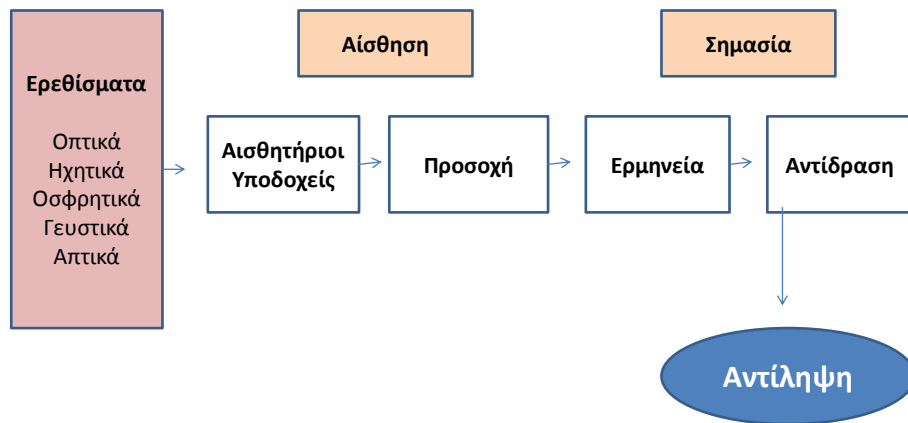 Αίσθηση
Σημασία
Ερεθίσματα
Οπτικά
Ηχητικά
Οσφρητικά
Γευστικά
Απτικά
Αισθητήριοι
Υποδοχείς
Προσοχή
Ερμηνεία
Αντίδραση
Αντίληψη